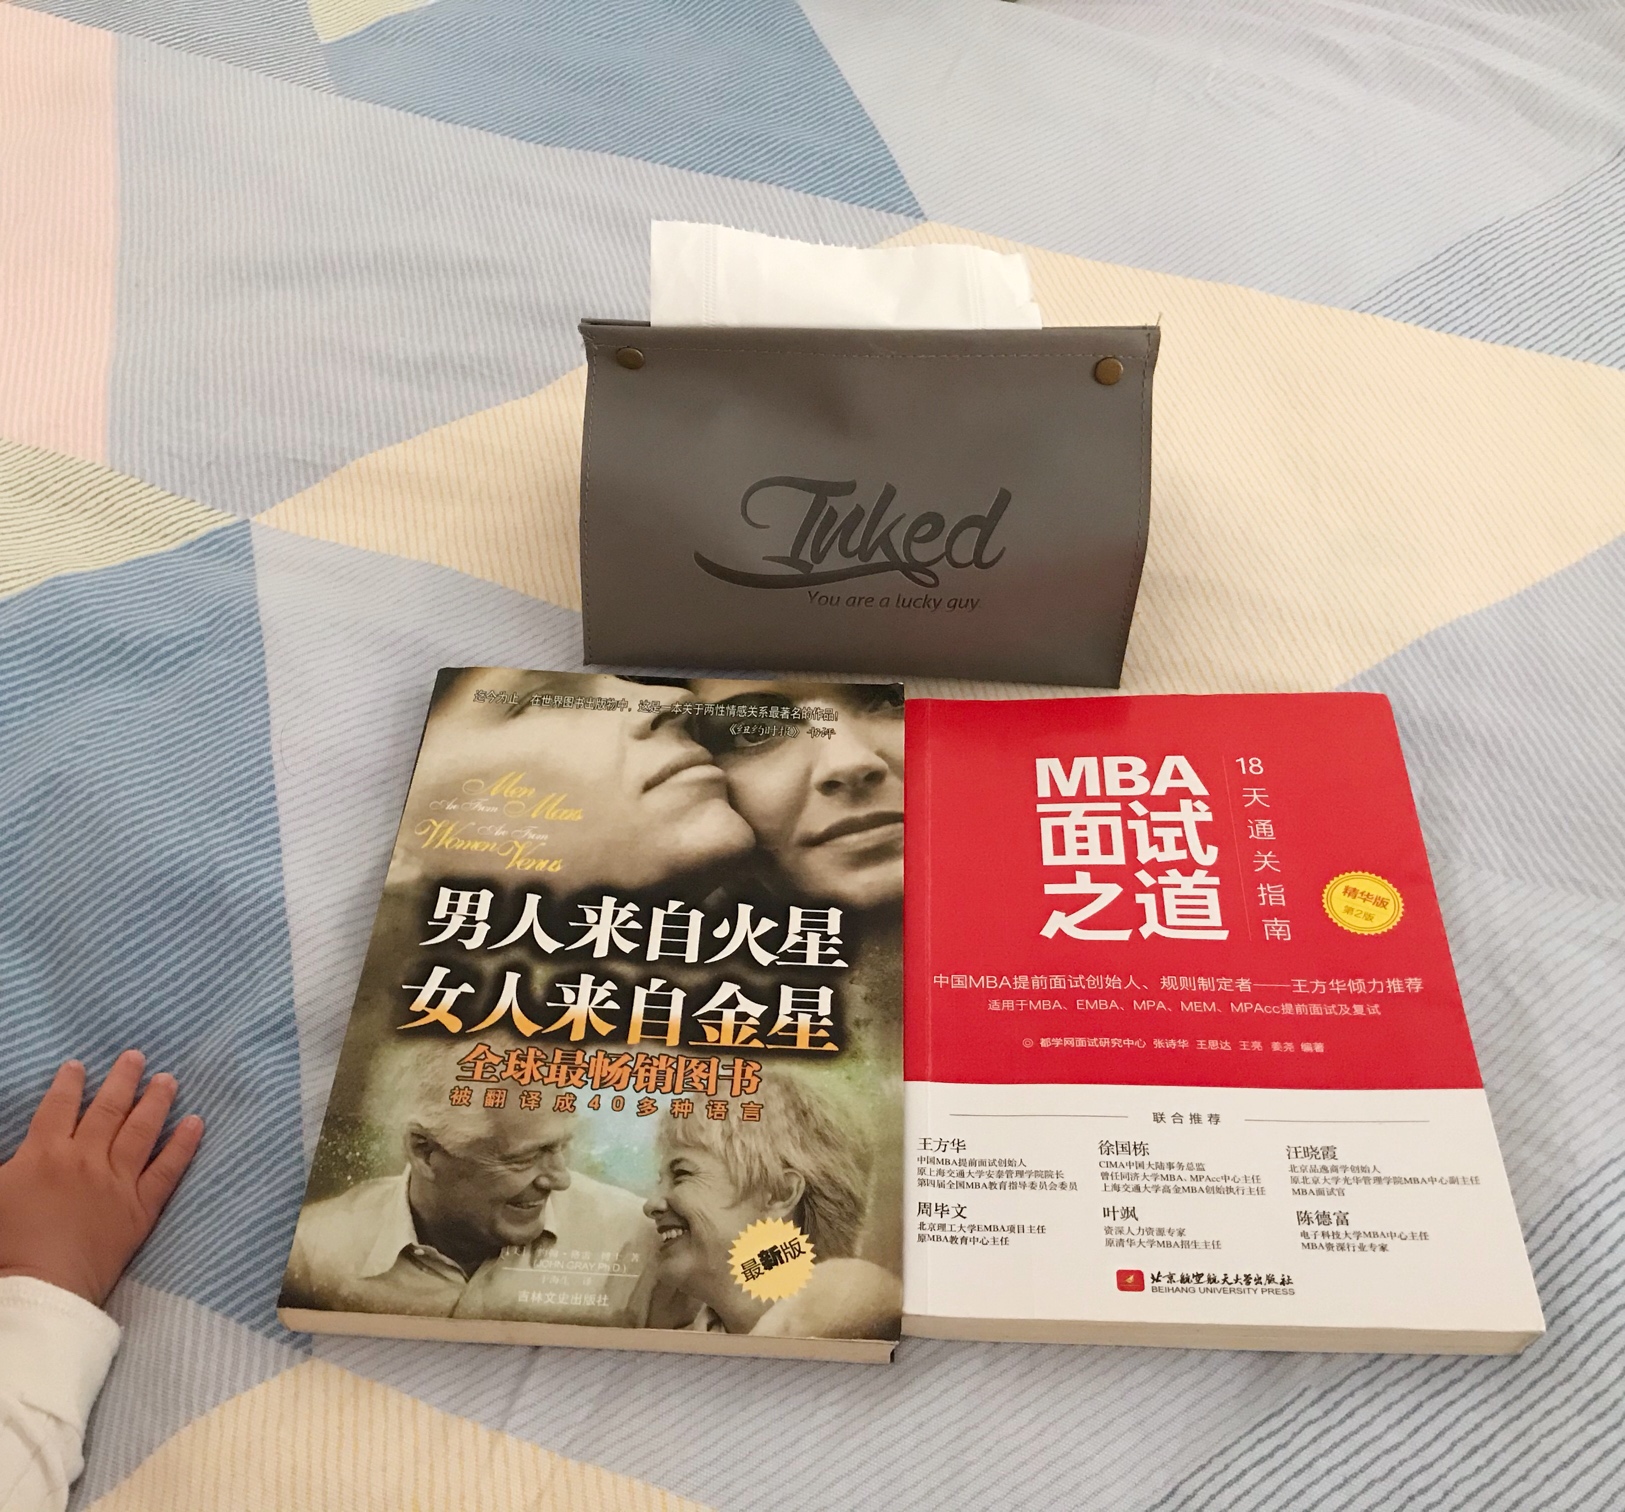 Inked
You are a lucky guy
迄今为止,在世界图书出版物中,这是一本关于两性情感关系最著名的作品!
《纽约时报》书评
Men
Are From Mars
Are From
Women Venus
男人来自火星
女人来自金星
全球最畅销图书
被翻译成40多种语言
最新版
JOHN GRAY,PH.D.)
吉林文史出版社
MBA
面试
之道
18天通关指南
精华版
第2版
中国MBA提前面试创始人、规则制定者——王方华倾力推荐
适用于MBA、EMBA、MPA、MEM、MPAcc提前面试及复试
◎ 都学网面试研究中心 张诗华 王思达 王亮 姜尧 编著
联合推荐
王方华
中国MBA提前面试创始人
原上海交通大学安泰管理学院院长
第四届全国MBA教育指导委员会委员
徐国栋
CIMA中国大陆事务总监
曾任同济大学MBA、MPAcc中心主任
上海交通大学高金MBA创始执行主任
汪晓霞
北京品逸商学创始人
原北京大学光华管理学院MBA中心副主任
MBA面试官
周毕文
北京理工大学EMBA项目主任
原MBA教育中心主任
叶飒
资深人力资源专家
原清华大学MBA招生主任
陈德富
电子科技大学MBA中心主任
MBA资深行业专家
北京航空航天大学出版社
BEIHANG UNIVERSITY PRESS